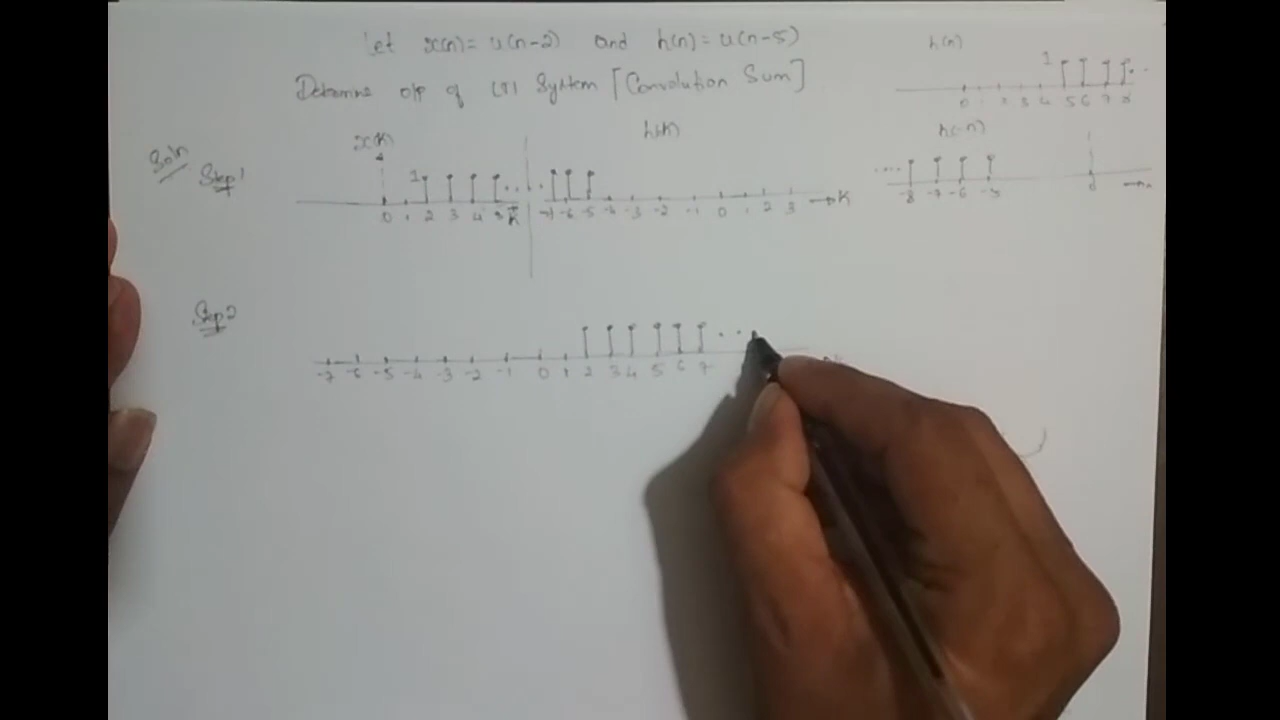 Let x(n) = u(n-2) and h(n) = u(n-5)
Determine o/p of LTI System [Convolution Sum]
h(n)
1
0 1 2 3 4 5 6 7 8
Soln
Step1
x(k)
1
0 1 2 3 4 5 k
h(-k)
-7 -6 -5 -4 -3 -2 -1 0 1 2 3 k
h(-n)
-8 -7 -6 -5 0 n
Step2
-7 -6 -5 -4 -3 -2 -1 0 1 2 3 4 5 6 7